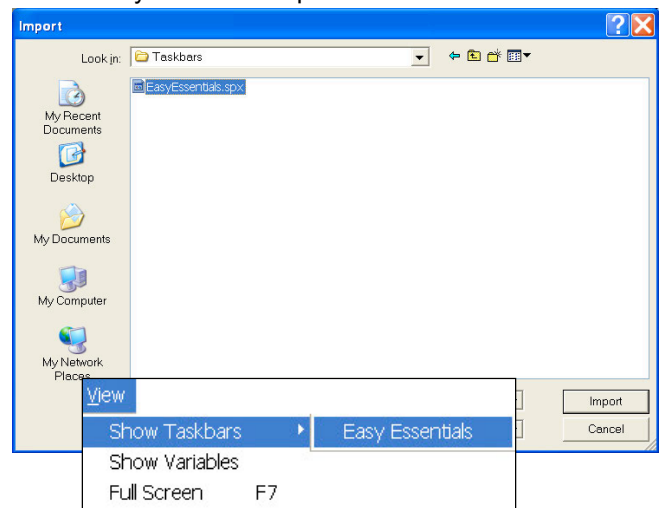 Import
Look in: Taskbars
EasyEssentials.spx
My Recent
Documents
Desktop
My Documents
My Computer
My Network
Places
Import
Cancel
View
Show Taskbars Easy Essentials
Show Variables
Full Screen F7